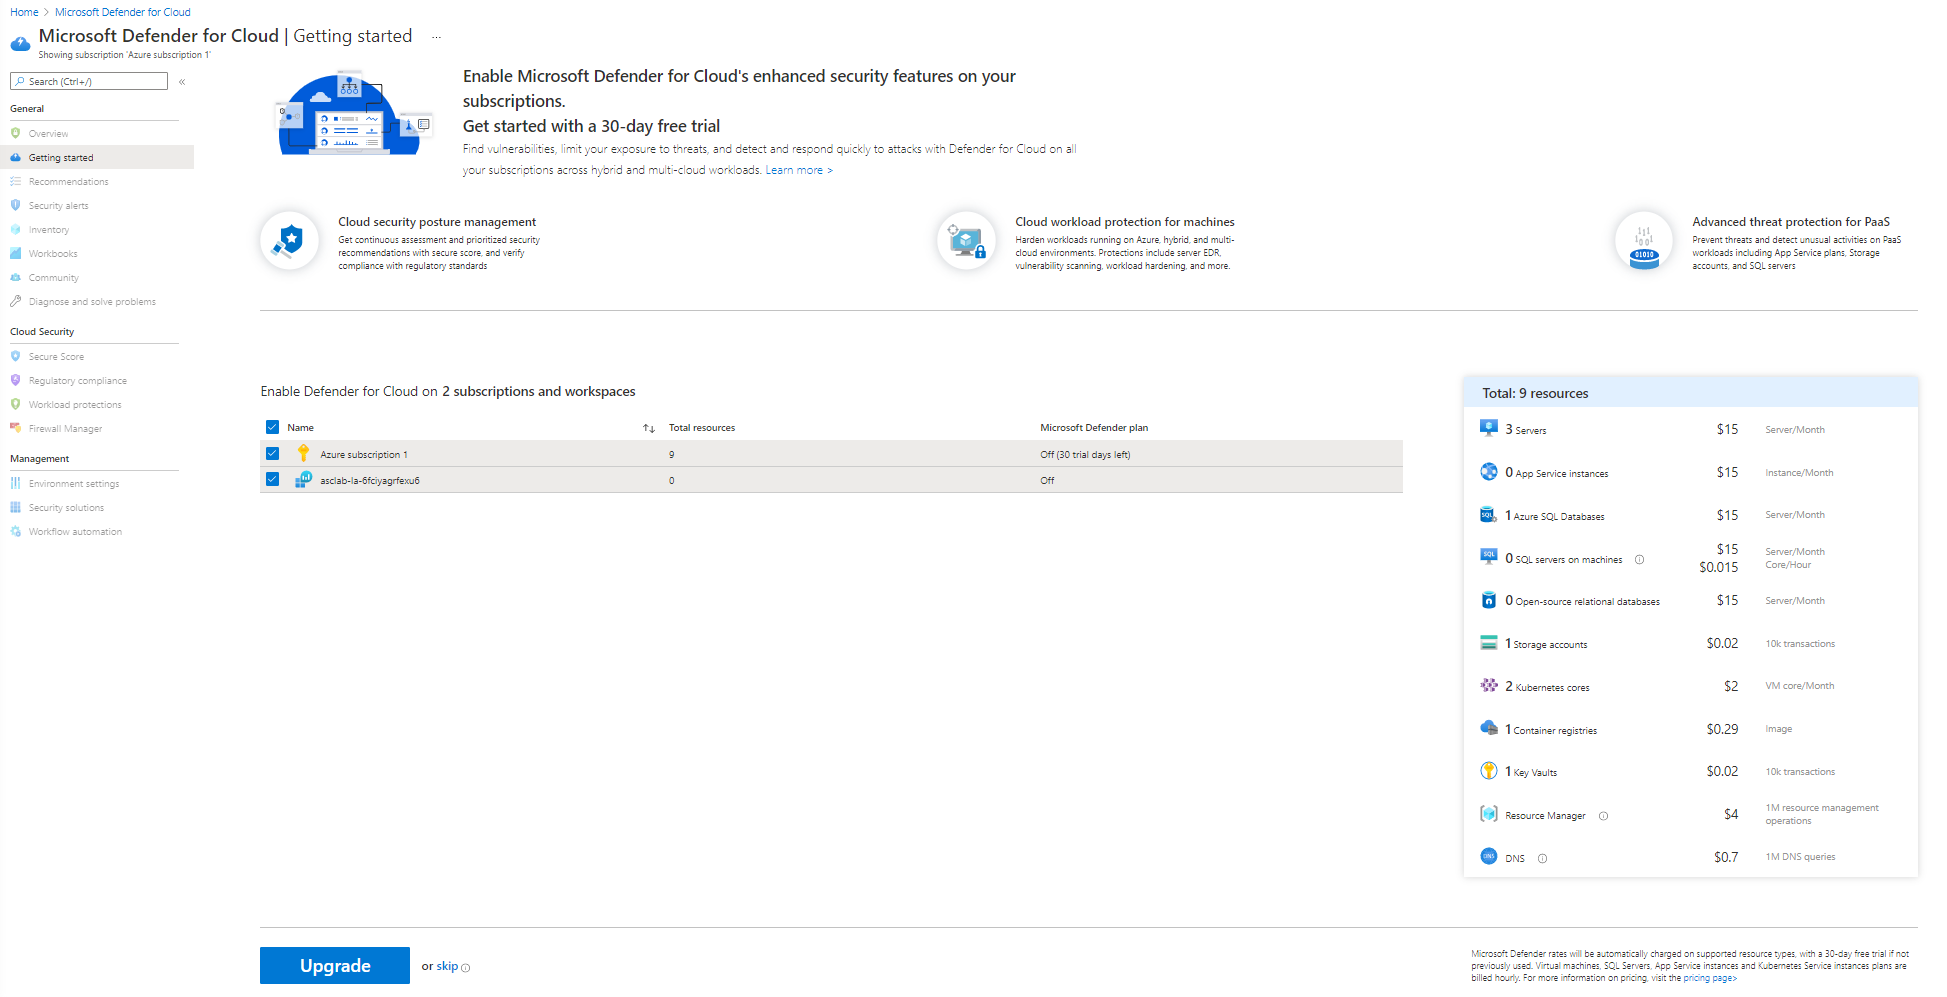 Home > Microsoft Defender for Cloud
Microsoft Defender for Cloud | Getting started ...
Showing subscription 'Azure subscription 1'
Search (Ctrl+/) «
General
Overview
Getting started
Recommendations
Security alerts
Inventory
Workbooks
Community
Diagnose and solve problems
Cloud Security
Secure Score
Regulatory compliance
Workload protections
Firewall Manager
Management
Environment settings
Security solutions
Workflow automation
Enable Microsoft Defender for Cloud's enhanced security features on your
subscriptions.
Get started with a 30-day free trial
Find vulnerabilities, limit your exposure to threats, and detect and respond quickly to attacks with Defender for Cloud on all
your subscriptions across hybrid and multi-cloud workloads. Learn more >
Cloud security posture management
Get continuous assessment and prioritized security
recommendations with secure score, and verify
compliance with regulatory standards
Cloud workload protection for machines
Harden workloads running on Azure, hybrid, and multi-
cloud environments. Protections include server EDR,
vulnerability scanning, workload hardening, and more.
Advanced threat protection for PaaS
Prevent threats and detect unusual activities on PaaS
workloads including App Service plans, Storage
accounts, and SQL servers
Enable Defender for Cloud on 2 subscriptions and workspaces
Name ↑↓ Total resources Microsoft Defender plan
Azure subscription 1 9 Off (30 trial days left)
asclab-la-6fciyagrfexu6 0 Off
Total: 9 resources
3 Servers $15 Server/Month
0 App Service instances $15 Instance/Month
1 Azure SQL Databases $15 Server/Month
0 SQL servers on machines $15 Server/Month
$0.015 Core/Hour
0 Open-source relational databases $15 Server/Month
1 Storage accounts $0.02 10k transactions
2 Kubernetes cores $2 VM core/Month
1 Container registries $0.29 Image
1 Key Vaults $0.02 10k transactions
Resource Manager $4 1M resource management
operations
DNS $0.7 1M DNS queries
Upgrade or skip
Microsoft Defender rates will be automatically charged on supported resource types, with a 30-day free trial if not
previously used. Virtual machines, SQL Servers, App Service instances and Kubernetes Service instances plans are
billed hourly. For more information on pricing, visit the pricing page>